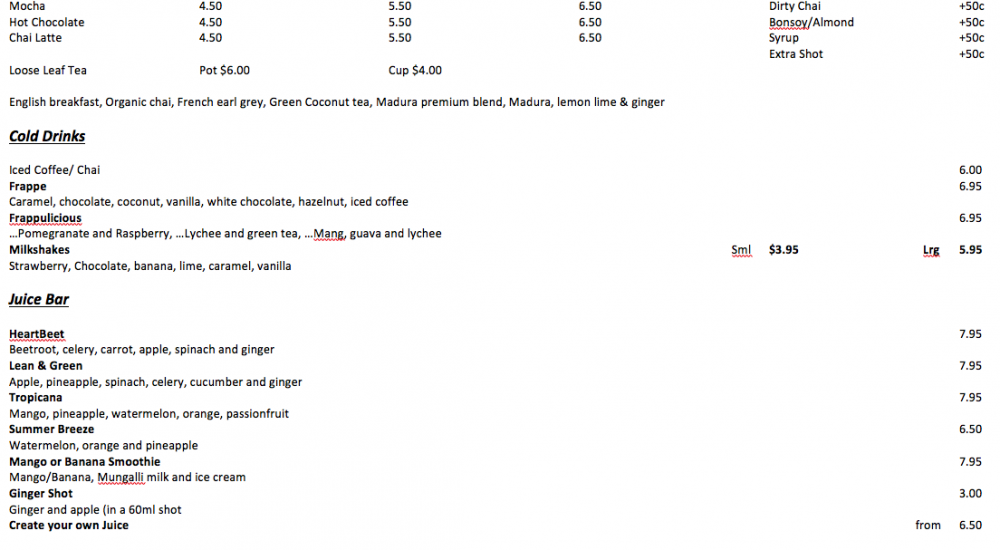 Mocha 4.50 5.50 6.50 Dirty Chai +50c
Hot Chocolate 4.50 5.50 6.50 Bonsoy/Almond +50c
Chai Latte 4.50 5.50 6.50 Syrup +50c
Extra Shot +50c
Loose Leaf Tea Pot $6.00 Cup $4.00
English breakfast, Organic chai, French earl grey, Green Coconut tea, Madura premium blend, Madura, lemon lime & ginger
Cold Drinks
Iced Coffee/ Chai 6.00
Frappe 6.95
Caramel, chocolate, coconut, vanilla, white chocolate, hazelnut, iced coffee
Frappulicious 6.95
...Pomegranate and Raspberry, ...Lychee and green tea, ...Mang, guava and lychee
Milkshakes Sml $3.95 Lrg 5.95
Strawberry, Chocolate, banana, lime, caramel, vanilla
Juice Bar
HeartBeet 7.95
Beetroot, celery, carrot, apple, spinach and ginger
Lean & Green 7.95
Apple, pineapple, spinach, celery, cucumber and ginger
Tropicana 7.95
Mango, pineapple, watermelon, orange, passionfruit
Summer Breeze 6.50
Watermelon, orange and pineapple
Mango or Banana Smoothie 7.95
Mango/Banana, Mungalli milk and ice cream
Ginger Shot 3.00
Ginger and apple (in a 60ml shot
Create your own Juice from 6.50